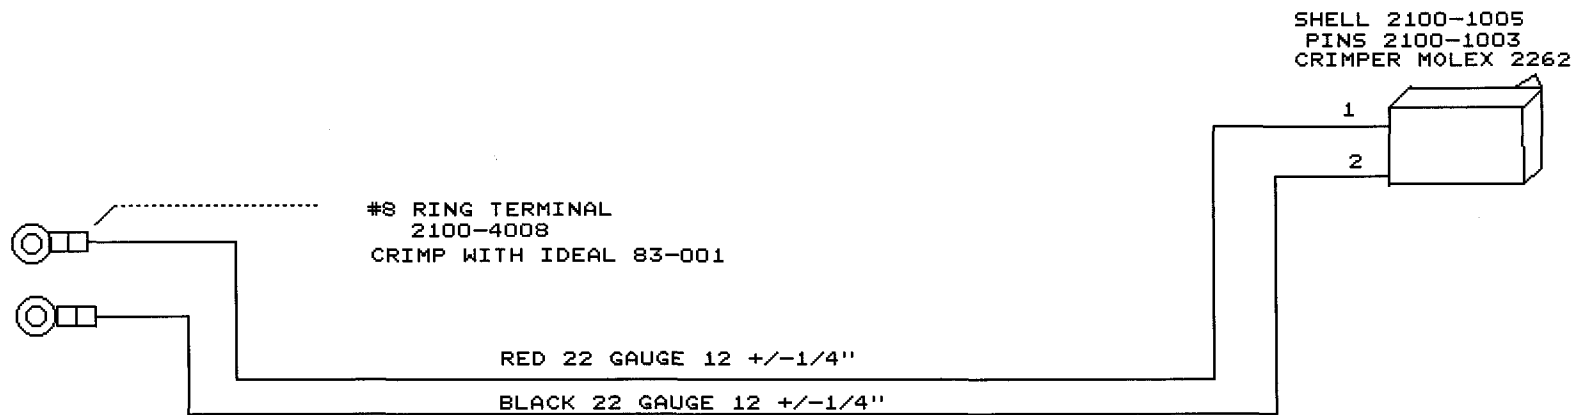 SHELL 2100-1005
PINS 2100-1003
CRIMPER MOLEX 2262
1
2
#8 RING TERMINAL
2100-4008
CRIMP WITH IDEAL 83-001
RED 22 GAUGE 12 +/-1/4"
BLACK 22 GAUGE 12 +/-1/4"